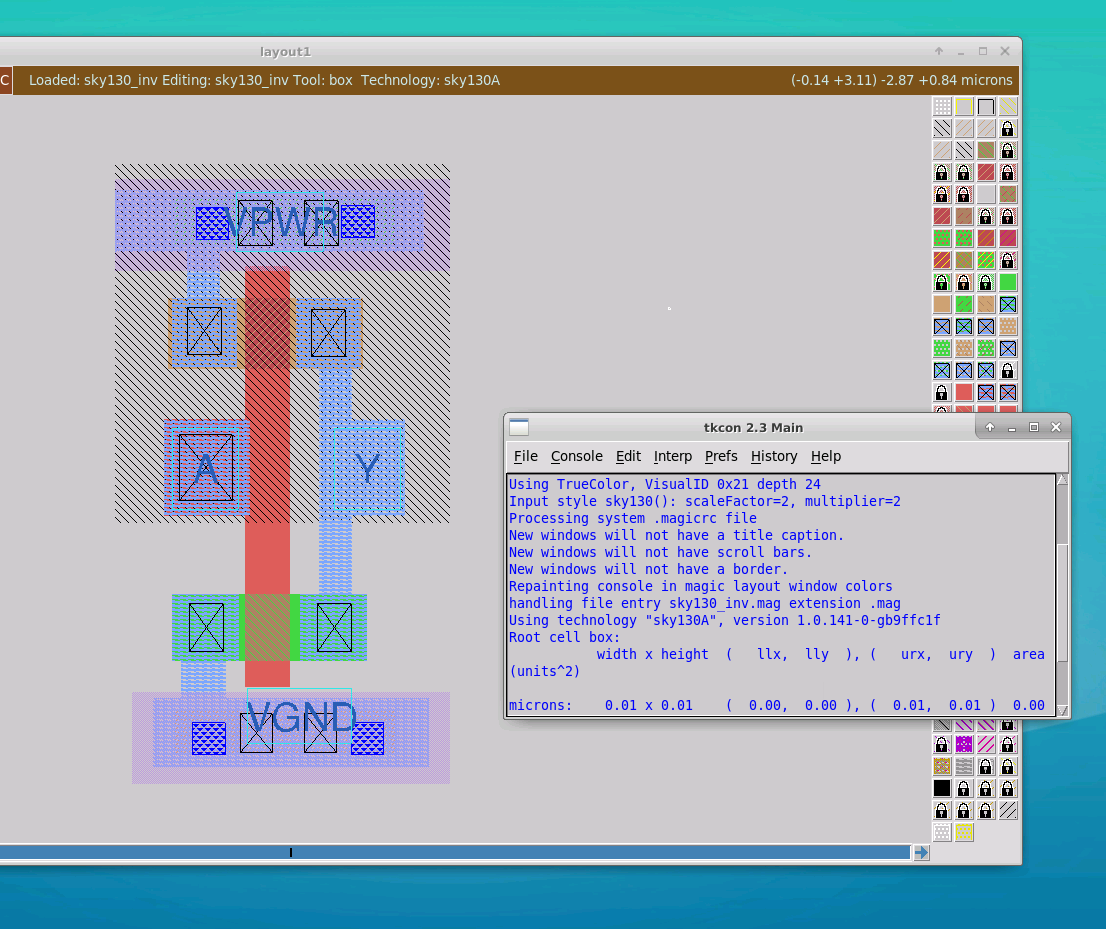 layout1
C Loaded: sky130_inv Editing: sky130_inv Tool: box Technology: sky130A (-0.14 +3.11) -2.87 +0.84 microns
VPWR
A
Y
VGND
tkcon 2.3 Main
File Console Edit Interp Prefs History Help
Using TrueColor, VisualID 0x21 depth 24
Input style sky130(): scaleFactor=2, multiplier=2
Processing system .magicrc file
New windows will not have a title caption.
New windows will not have scroll bars.
New windows will not have a border.
Repainting console in magic layout window colors
handling file entry sky130_inv.mag extension .mag
Using technology "sky130A", version 1.0.141-0-gb9ffc1f
Root cell box:
width x height ( llx, lly ), ( urx, ury ) area
(units^2)
microns: 0.01 x 0.01 ( 0.00, 0.00 ), ( 0.01, 0.01 ) 0.00